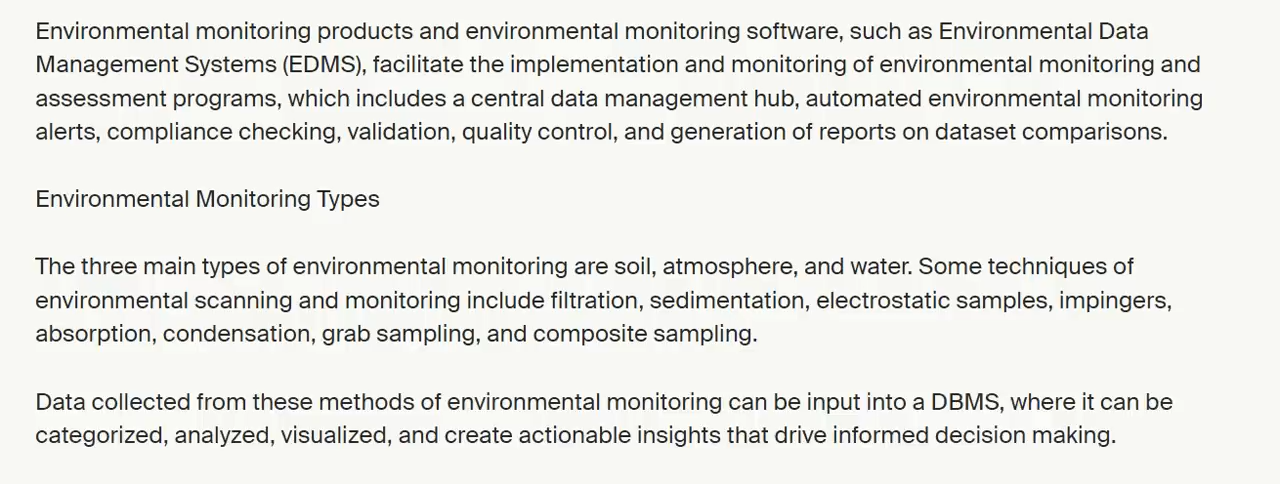 Environmental monitoring products and environmental monitoring software, such as Environmental Data
Management Systems (EDMS), facilitate the implementation and monitoring of environmental monitoring and
assessment programs, which includes a central data management hub, automated environmental monitoring
alerts, compliance checking, validation, quality control, and generation of reports on dataset comparisons.
Environmental Monitoring Types
The three main types of environmental monitoring are soil, atmosphere, and water. Some techniques of
environmental scanning and monitoring include filtration, sedimentation, electrostatic samples, impingers,
absorption, condensation, grab sampling, and composite sampling.
Data collected from these methods of environmental monitoring can be input into a DBMS, where it can be
categorized, analyzed, visualized, and create actionable insights that drive informed decision making.